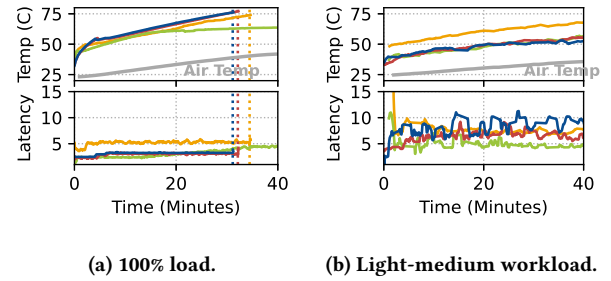 75
50
25
Temp (C)
Air Temp
15
10
5
Latency
0
20
40
Time (Minutes)
(a) 100% load.
75
50
25
Temp (C)
Air Temp
15
10
5
Latency
0
20
40
Time (Minutes)
(b) Light-medium workload.